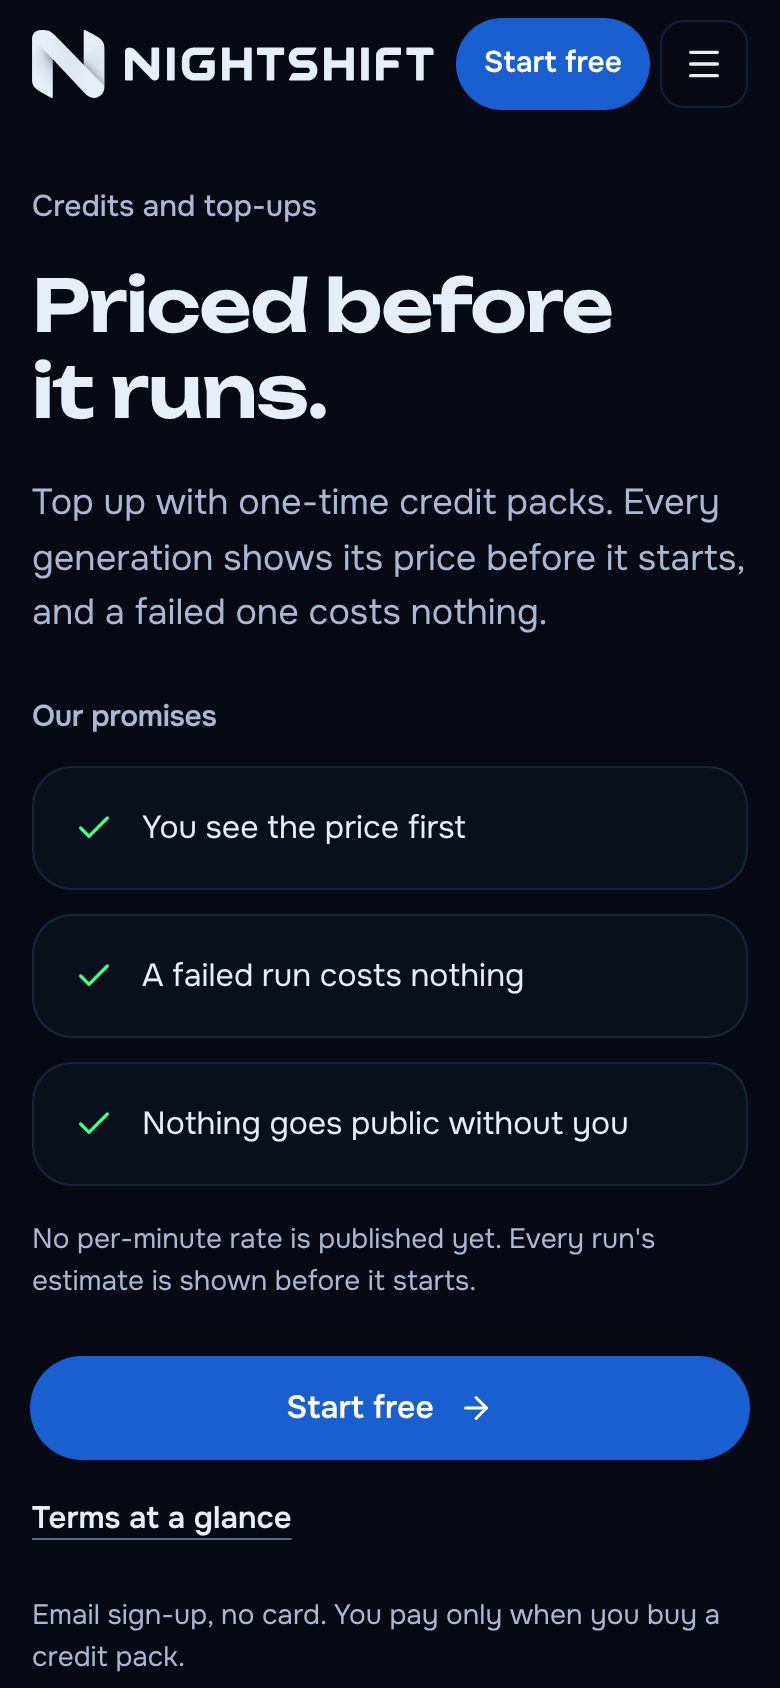 NIGHTSHIFT
Start free
Credits and top-ups
Priced before
it runs.
Top up with one-time credit packs. Every
generation shows its price before it starts,
and a failed one costs nothing.
Our promises
You see the price first
A failed run costs nothing
Nothing goes public without you
No per-minute rate is published yet. Every run's
estimate is shown before it starts.
Start free
Terms at a glance
Email sign-up, no card. You pay only when you buy a
credit pack.